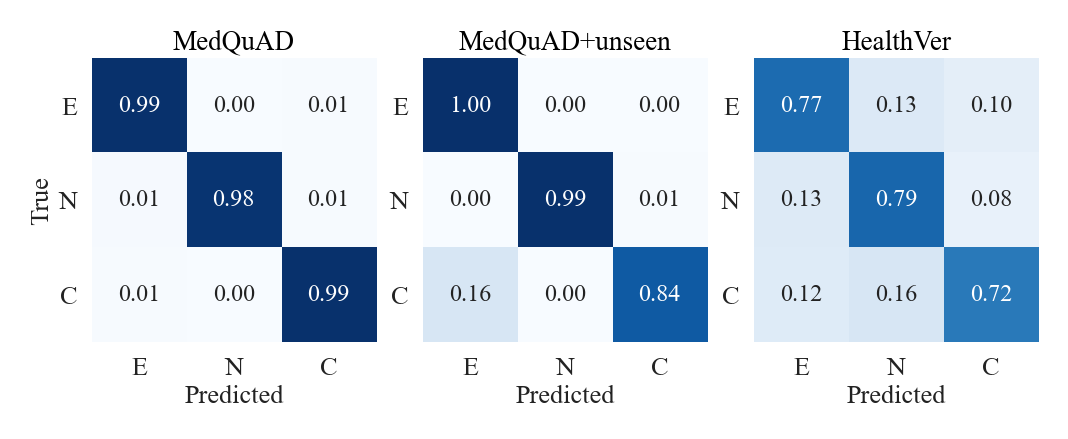 MedQuAD MedQuAD+unseen HealthVer
E 0.99 0.00 0.01 E 1.00 0.00 0.00 E 0.77 0.13 0.10
True N 0.01 0.98 0.01 N 0.00 0.99 0.01 N 0.13 0.79 0.08
C 0.01 0.00 0.99 C 0.16 0.00 0.84 C 0.12 0.16 0.72
E N C E N C E N C
Predicted Predicted Predicted